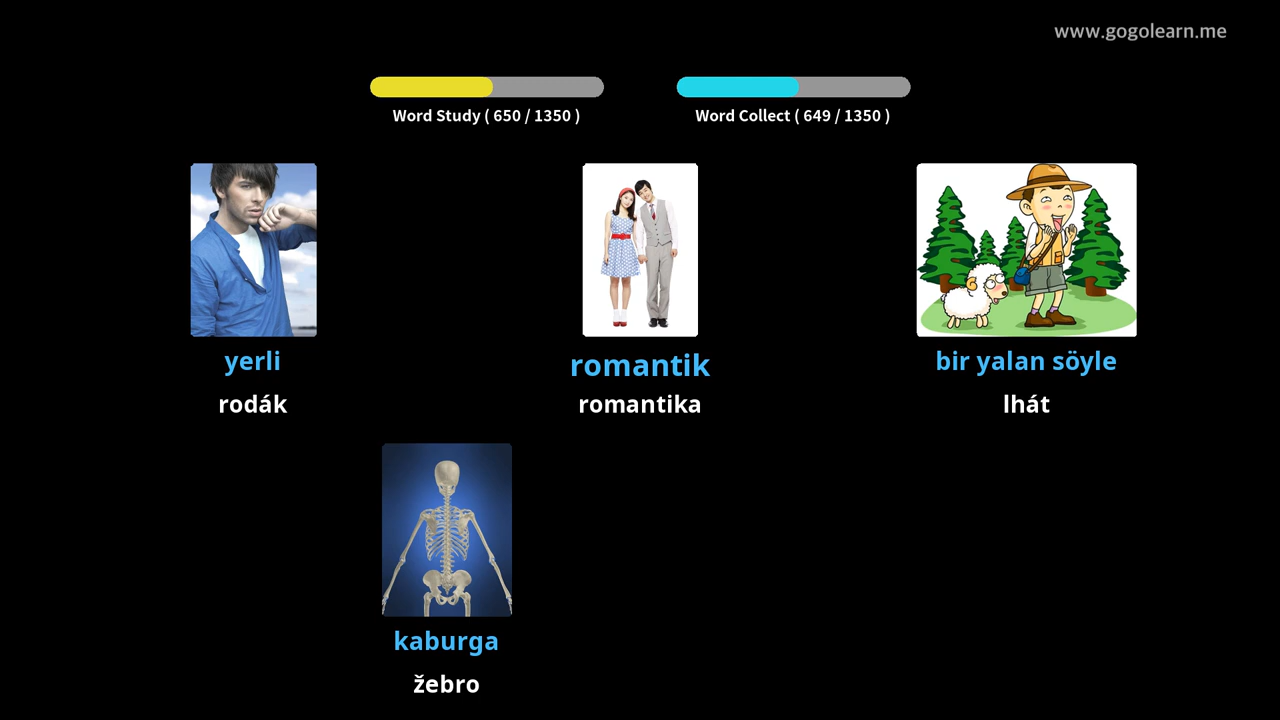 www.gogolearn.me
Word Study ( 650 / 1350 )
Word Collect ( 649 / 1350 )
yerli
rodák
romantik
romantika
bir yalan söyle
lhát
kaburga
žebro